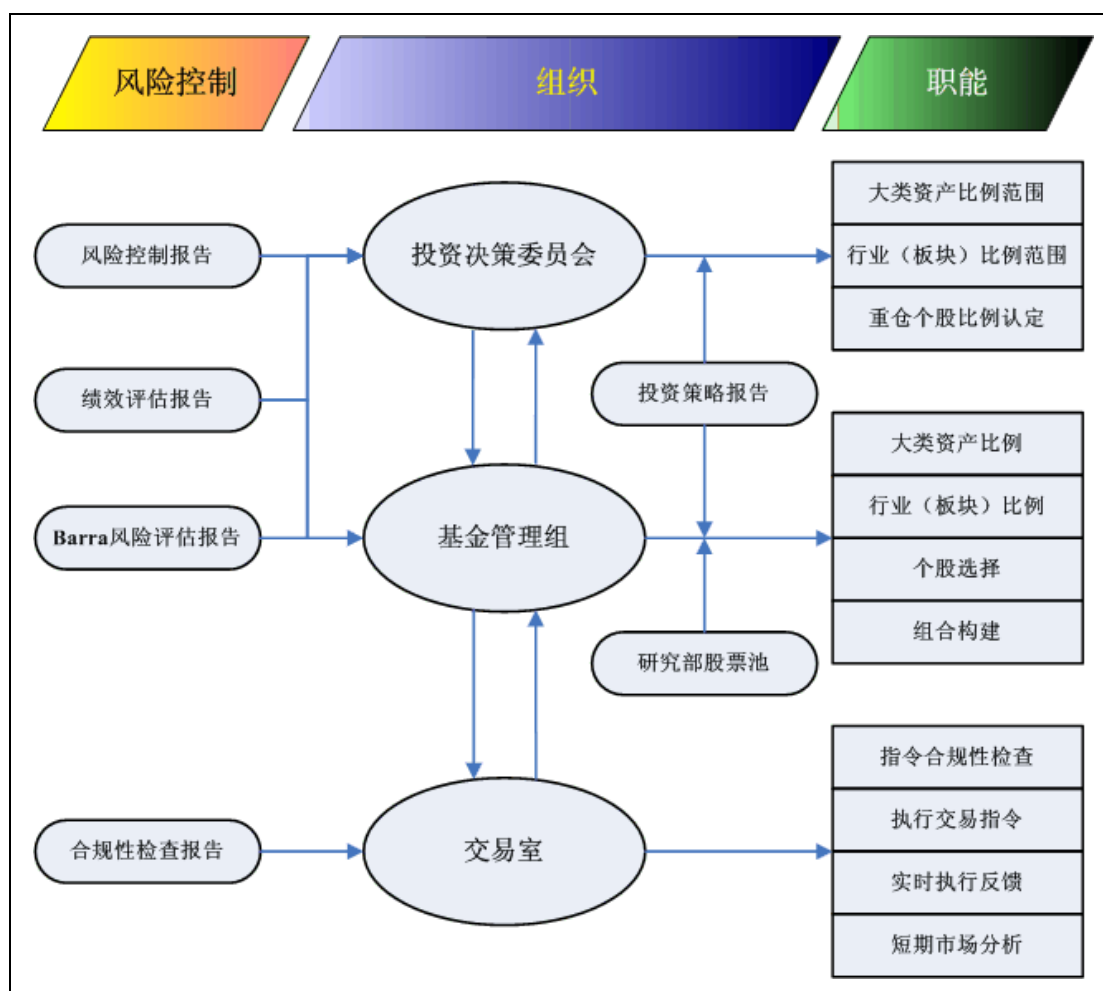 风险控制
组织
职能
大类资产比例范围
风险控制报告
投资决策委员会
行业（板块）比例范围
重仓个股比例认定
绩效评估报告
投资策略报告
大类资产比例
行业（板块）比例
Barra风险评估报告
基金管理组
个股选择
组合构建
研究部股票池
指令合规性检查
执行交易指令
合规性检查报告
交易室
实时执行反馈
短期市场分析